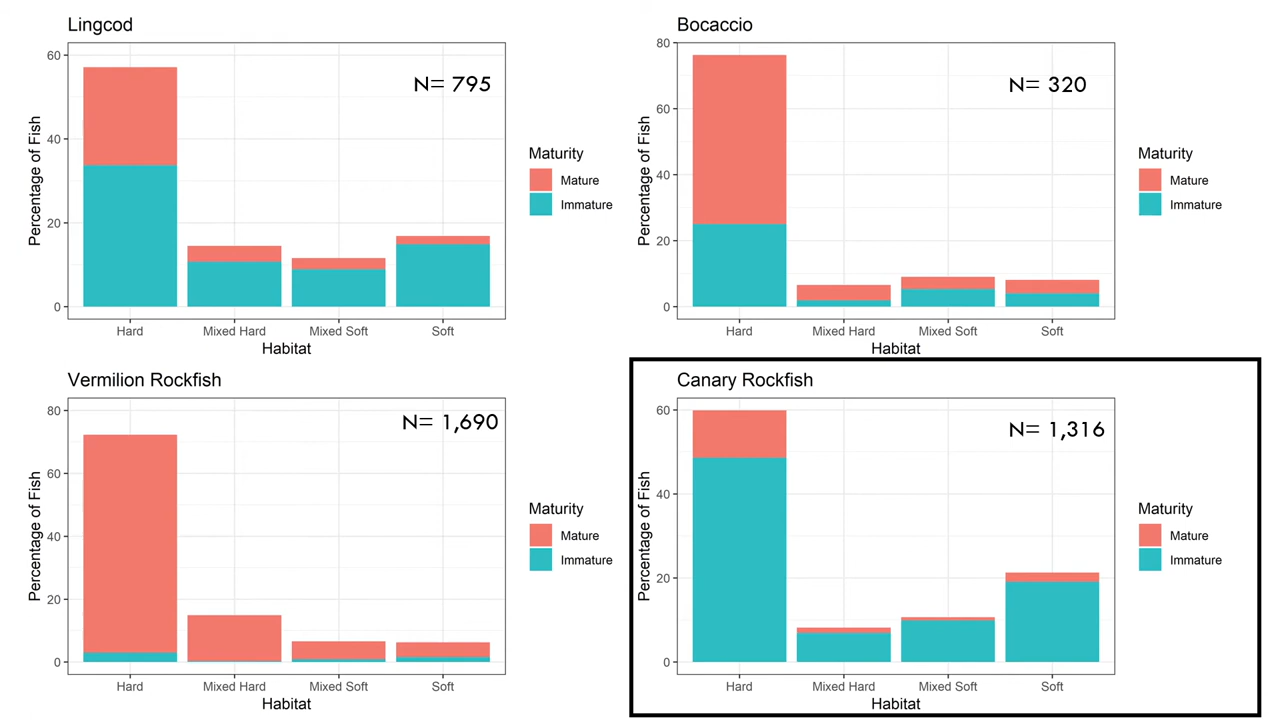 Lingcod
60
40
20
0
Percentage of Fish
N= 795
Hard
Mixed Hard
Mixed Soft
Soft
Habitat
Maturity
Mature
Immature
Bocaccio
80
60
40
20
0
Percentage of Fish
N= 320
Hard
Mixed Hard
Mixed Soft
Soft
Habitat
Maturity
Mature
Immature
Vermilion Rockfish
80
60
40
20
0
Percentage of Fish
N= 1,690
Hard
Mixed Hard
Mixed Soft
Soft
Habitat
Maturity
Mature
Immature
Canary Rockfish
60
40
20
0
Percentage of Fish
N= 1,316
Hard
Mixed Hard
Mixed Soft
Soft
Habitat
Maturity
Mature
Immature